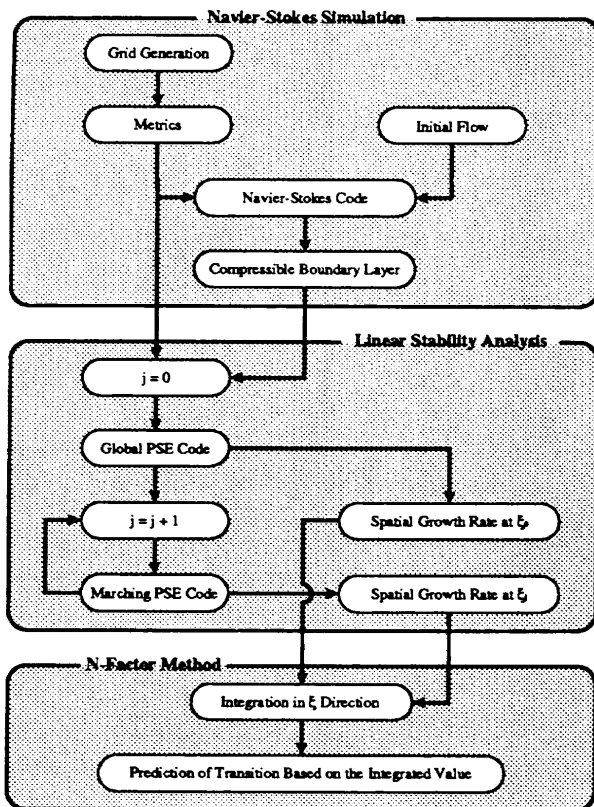 Navier-Stokes Simulation
Grid Generation
Metrics
Initial Flow
Navier-Stokes Code
Compressible Boundary Layer
Linear Stability Analysis
j = 0
Global PSE Code
j = j + 1
Spatial Growth Rate at ξ₀
Marching PSE Code
Spatial Growth Rate at ξⱼ
N-Factor Method
Integration in ξ Direction
Prediction of Transition Based on the Integrated Value